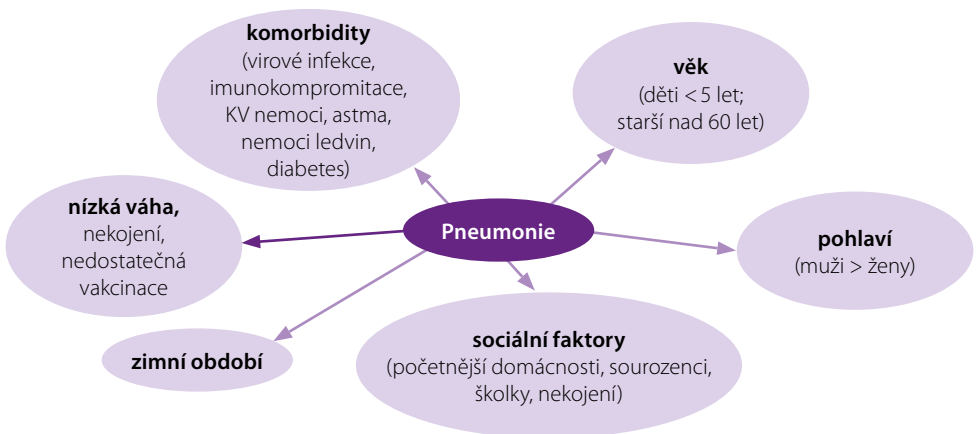 komorbidity
(virové infekce,
imunokompromitace,
KV nemoci, astma,
nemoci ledvin,
diabetes)
věk
(děti < 5 let;
starší nad 60 let)
nízká váha,
nekojení,
nedostatečná
vakcinace
Pneumonie
pohlaví
(muži > ženy)
zimní období
sociální faktory
(početnější domácnosti, sourozenci,
školky, nekojení)